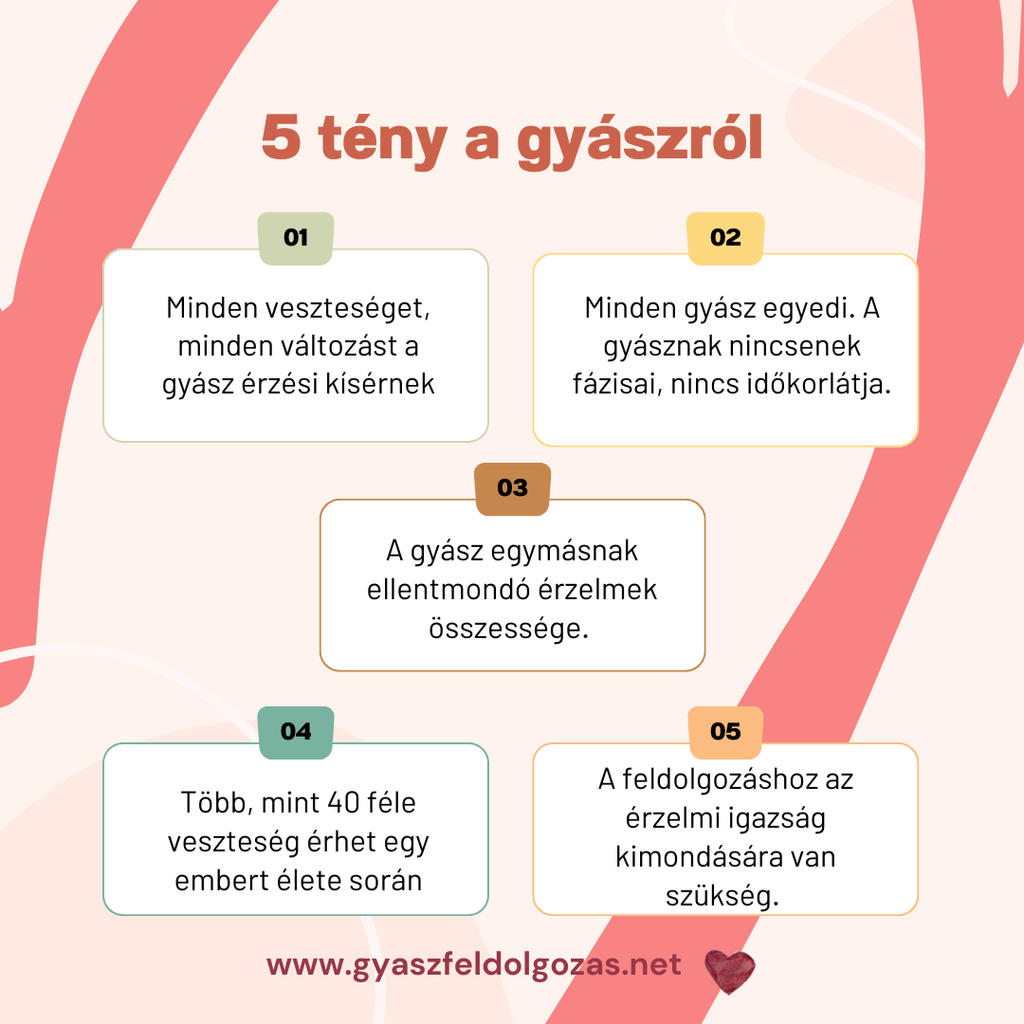 5 tény a gyászról
01
Minden veszteséget,
minden változást a
gyász érzési kísérnek
02
Minden gyász egyedi. A
gyásznak nincsenek
fázisai, nincs időkorlátja.
03
A gyász egymásnak
ellentmondó érzelmek
összessége.
04
Több, mint 40 féle
veszteség érhet egy
embert élete során
05
A feldolgozáshoz az
érzelmi igazság
kimondására van
szükség.
www.gyaszfeldolgozas.net